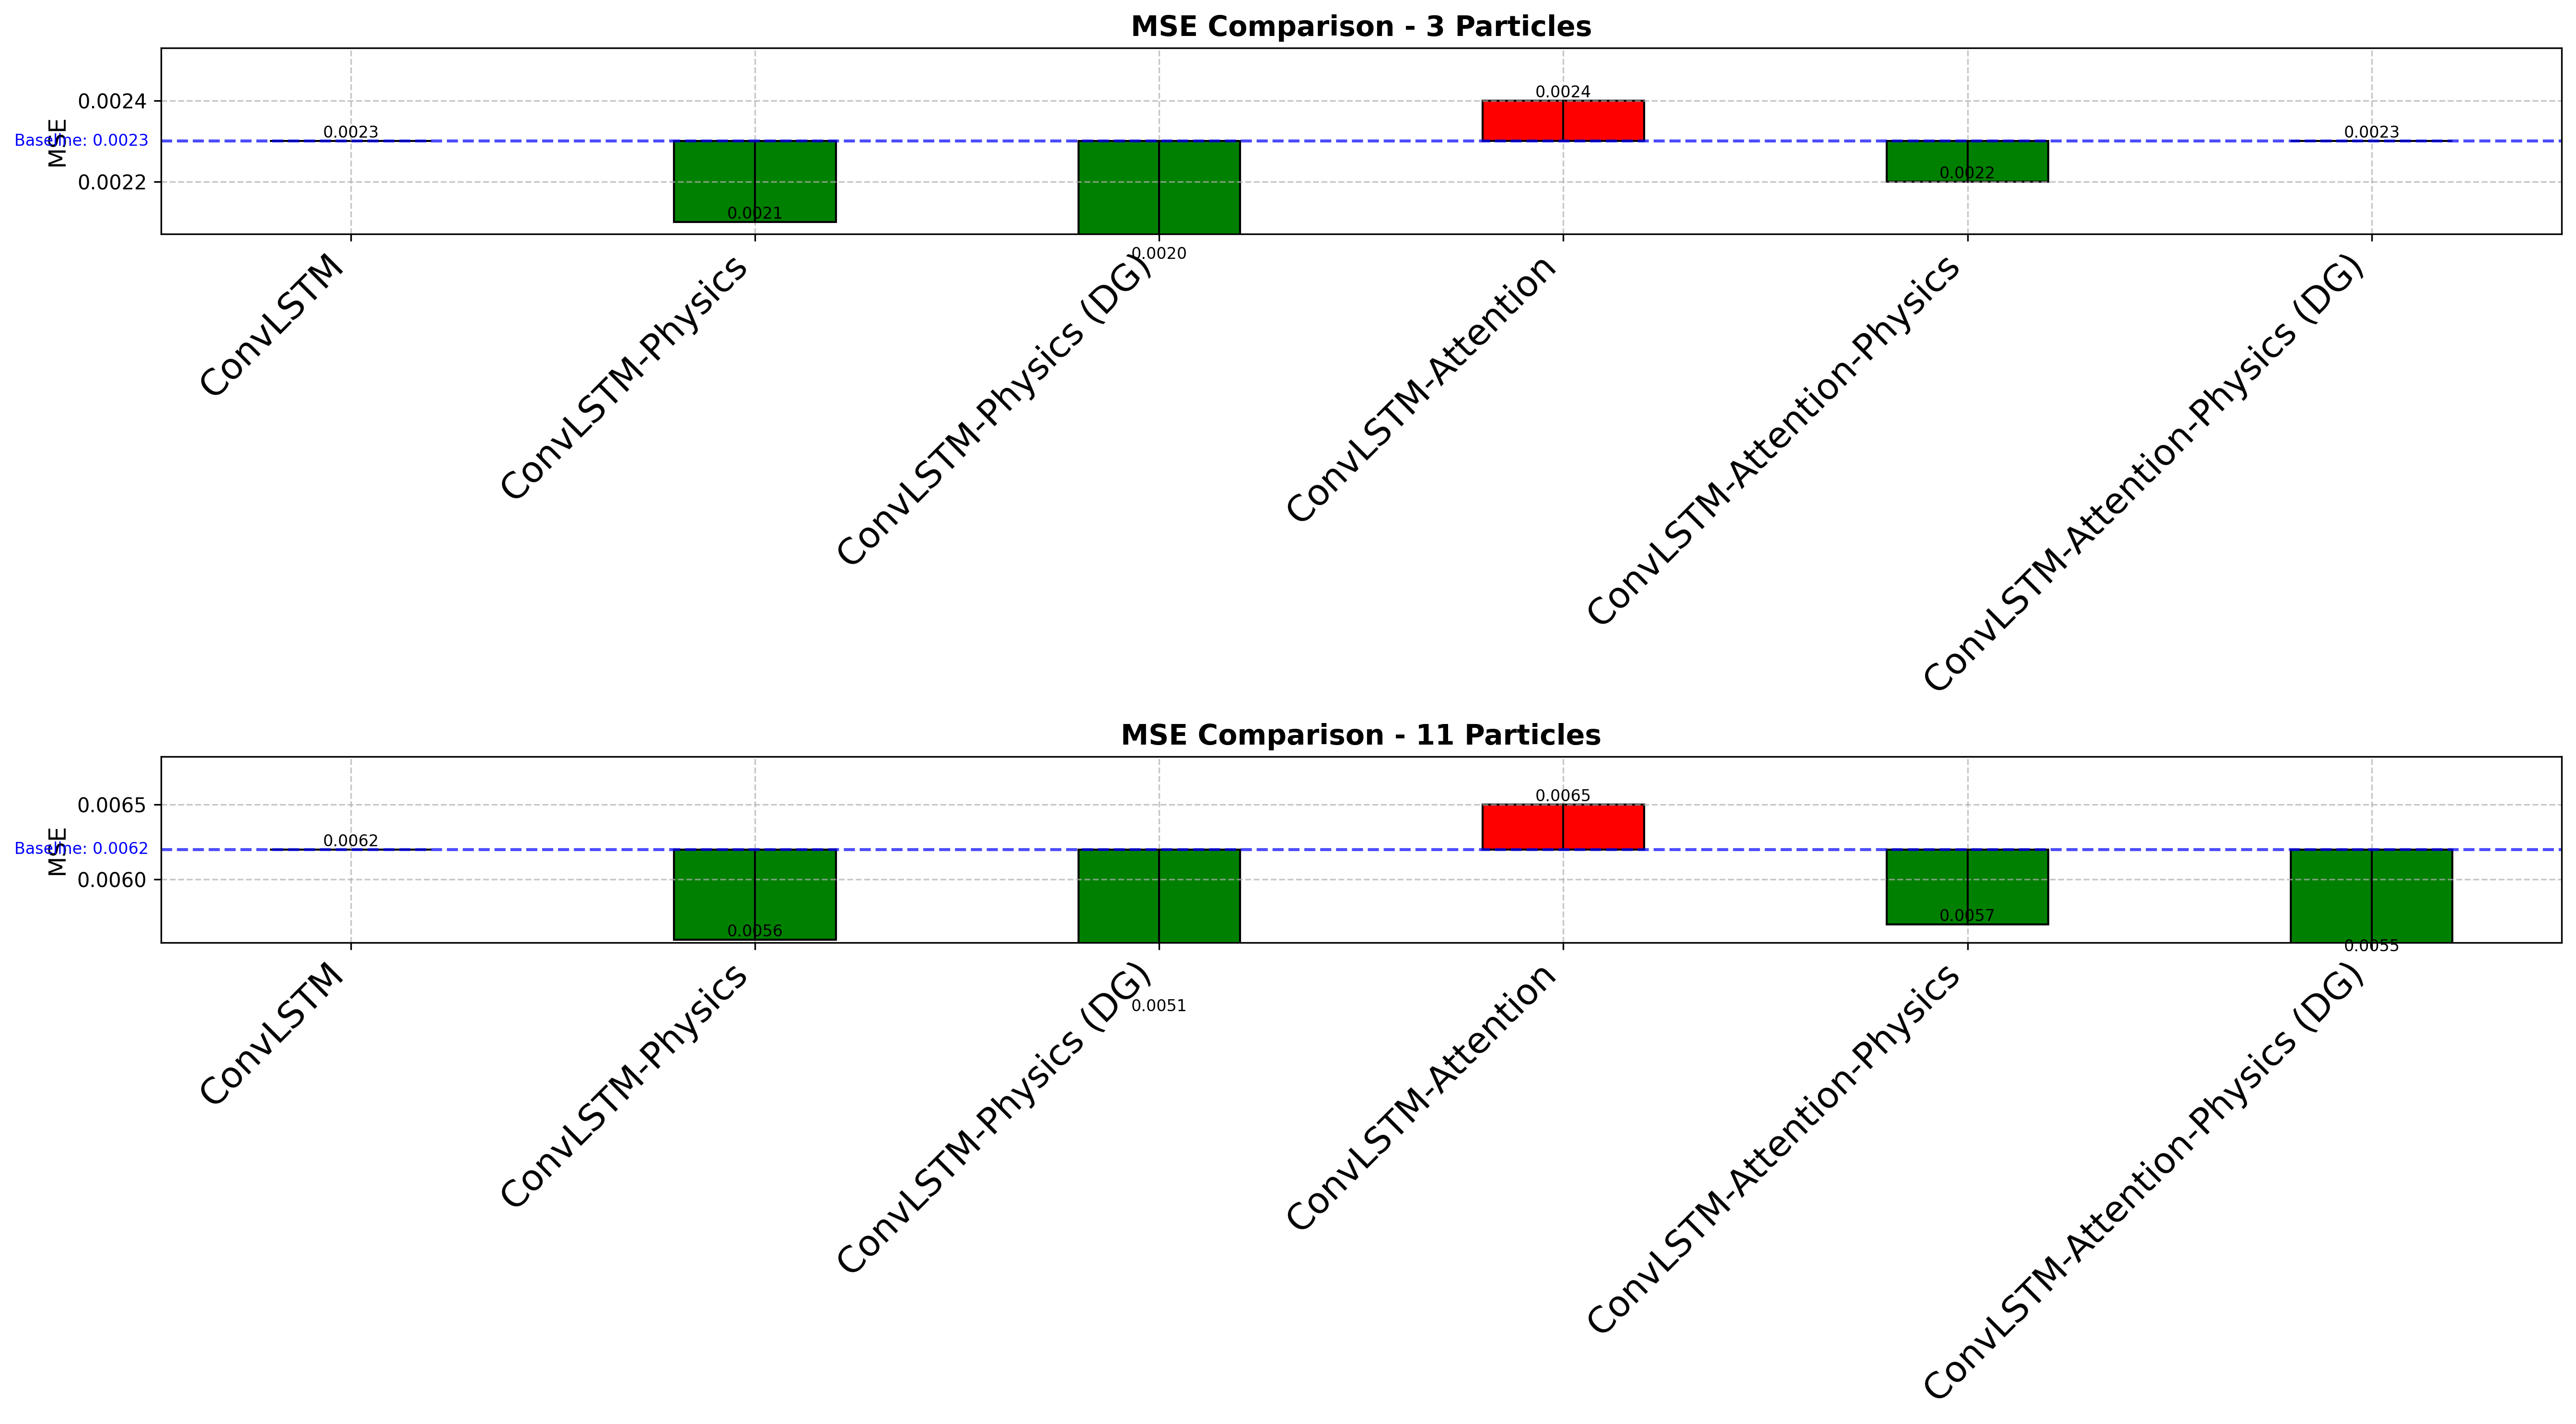 MSE Comparison - 3 Particles
MSE
0.0024
0.0022
Baseline: 0.0023
0.0023
0.0021
0.0020
0.0024
0.0022
0.0023
ConvLSTM
ConvLSTM-Physics
ConvLSTM-Physics (DG)
ConvLSTM-Attention
ConvLSTM-Attention-Physics
ConvLSTM-Attention-Physics (DG)
MSE Comparison - 11 Particles
MSE
0.0065
0.0060
Baseline: 0.0062
0.0062
0.0056
0.0051
0.0065
0.0057
0.0055
ConvLSTM
ConvLSTM-Physics
ConvLSTM-Physics (DG)
ConvLSTM-Attention
ConvLSTM-Attention-Physics
ConvLSTM-Attention-Physics (DG)